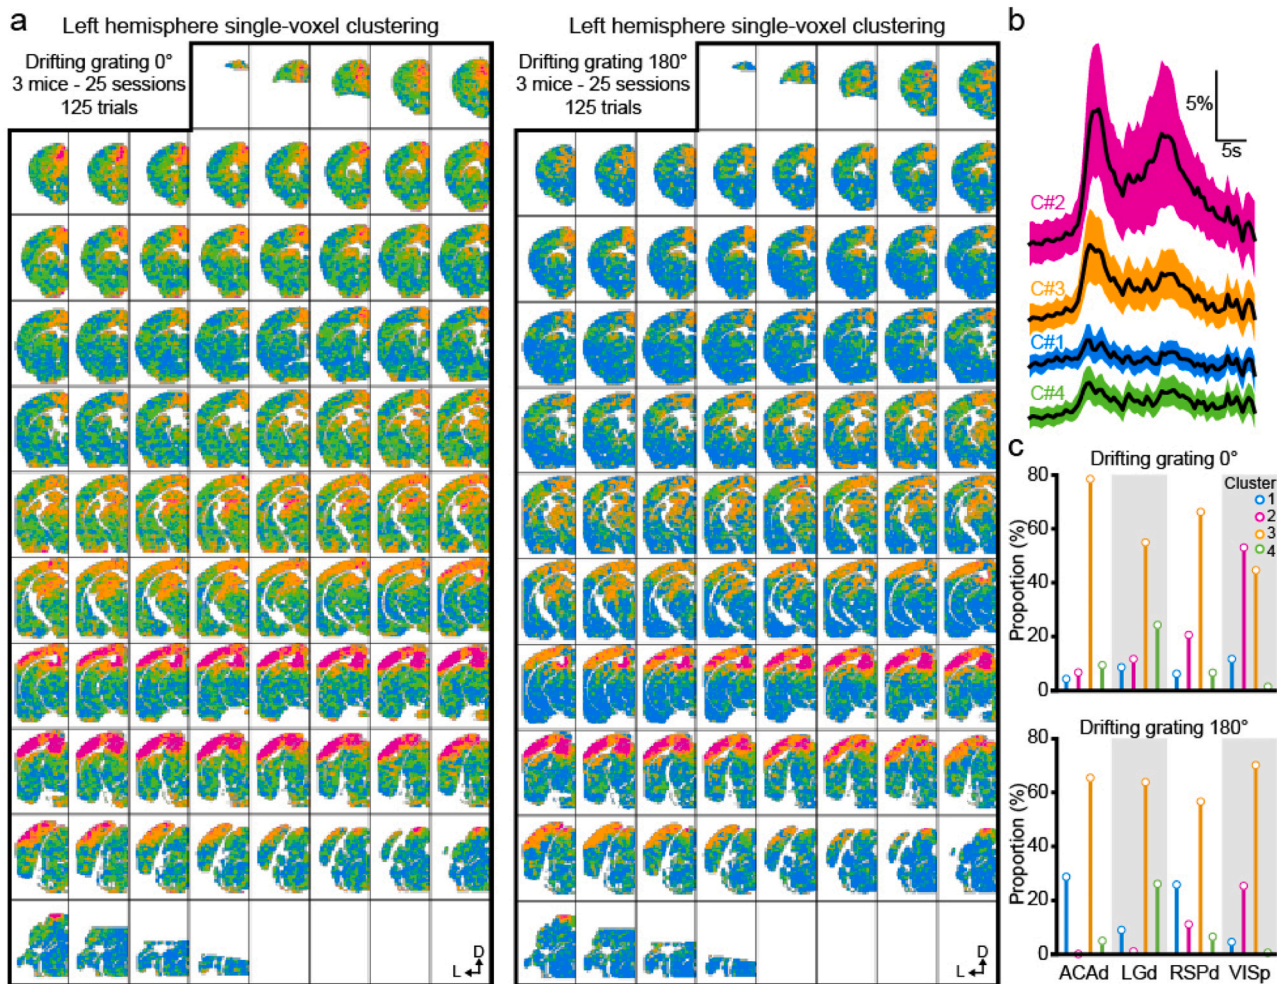 a
Left hemisphere single-voxel clustering
Drifting grating 0°
3 mice - 25 sessions
125 trials
D
L
Left hemisphere single-voxel clustering
Drifting grating 180°
3 mice - 25 sessions
125 trials
D
L
b
5%
5s
C#2
C#3
C#1
C#4
c
Drifting grating 0°
Proportion (%)
80
60
40
20
0
Cluster
1
2
3
4
Drifting grating 180°
Proportion (%)
80
60
40
20
0
ACAd LGd RSPd VISp